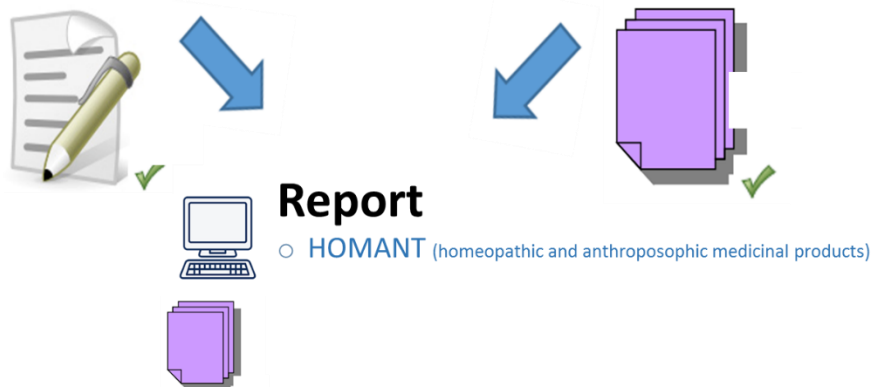 Report
○ HOMANT (homeopathic and anthroposophic medicinal products)